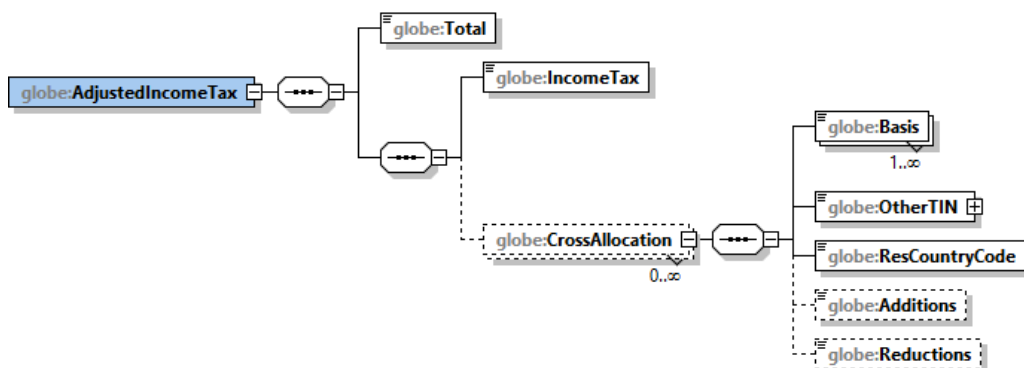 globe:Total
globe:AdjustedIncomeTax
globe:IncomeTax
globe:Basis
1..∞
globe:OtherTIN
globe:CrossAllocation
0..∞
globe:ResCountryCode
globe:Additions
globe:Reductions